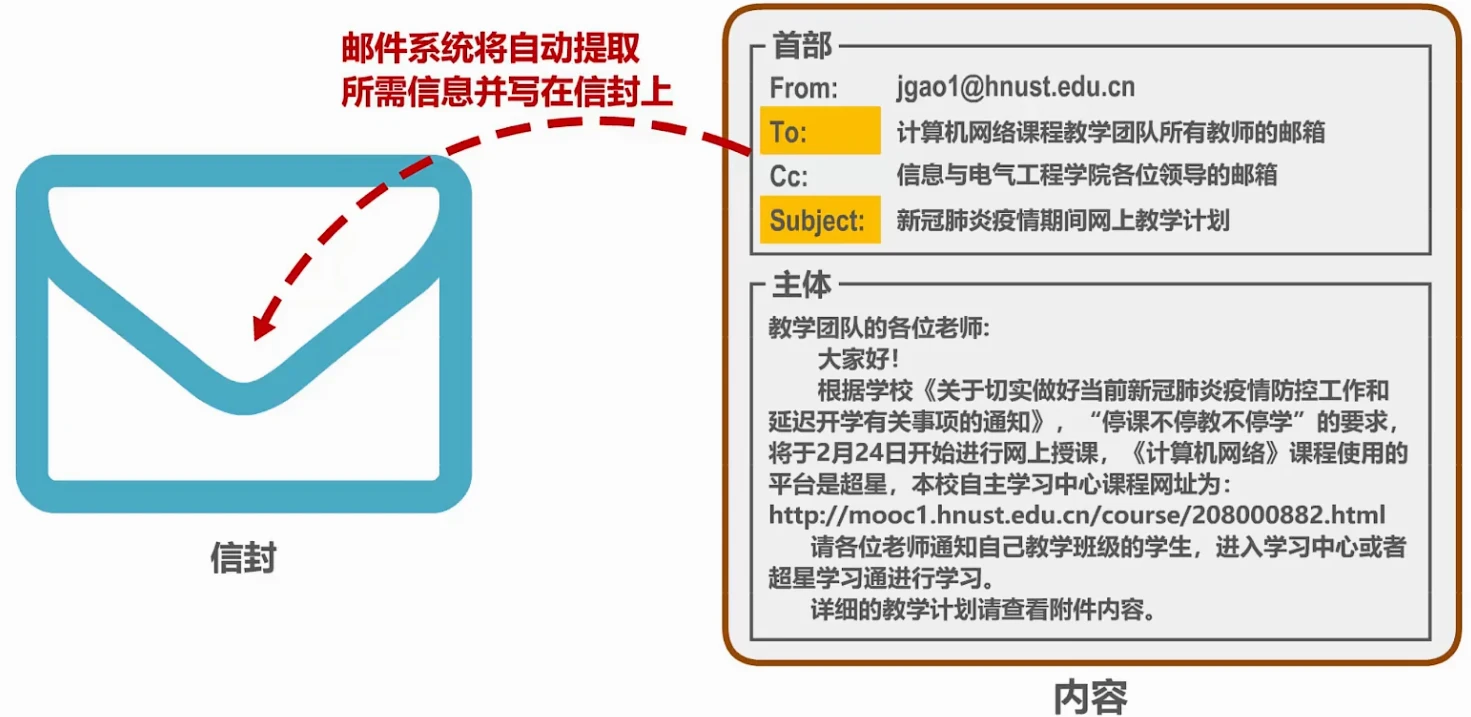 邮件系统将自动提取
所需信息并写在信封上
信封
首部
From: jgao1@hnust.edu.cn
To: 计算机网络课程教学团队所有教师的邮箱
Cc: 信息与电气工程学院各位领导的邮箱
Subject: 新冠肺炎疫情期间网上教学计划
主体
教学团队的各位老师:
大家好！
根据学校《关于切实做好当前新冠肺炎疫情防控工作和
延迟开学有关事项的通知》，“停课不停教不停学”的要求，
将于2月24日开始进行网上授课，《计算机网络》课程使用的
平台是超星，本校自主学习中心课程网址为：
http://mooc1.hnust.edu.cn/course/208000882.html
请各位老师通知自己教学班级的学生，进入学习中心或者
超星学习通进行学习。
详细的教学计划请查看附件内容。
内容